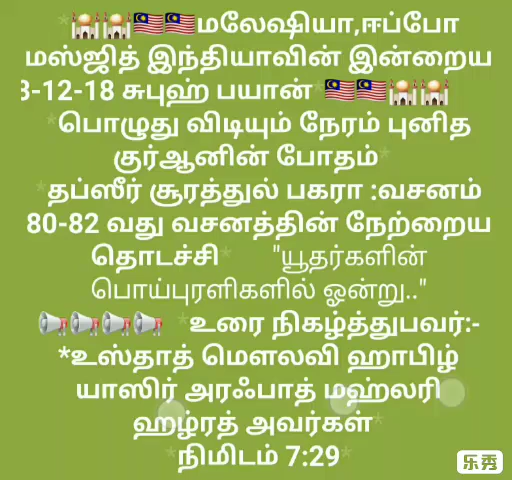 *🕌🕌🇲🇾🇲🇾மலேஷியா,ஈப்போ
மஸ்ஜித் இந்தியாவின் இன்றைய
3-12-18 சுபுஹ் பயான்*🇲🇾🇲🇾🕌🕌
*பொழுது விடியும் நேரம் புனித
குர்ஆனின் போதம்*
*தப்ஸீர் சூரத்துல் பகரா :வசனம்
80-82 வது வசனத்தின் நேற்றைய
தொடச்சி* "யூதர்களின்
பொய்புரளிகளில் ஒன்று.."
📢📢📢📢 *உரை நிகழ்த்துபவர்:-
*உஸ்தாத் மௌலவி ஹாபிழ்
யாஸிர் அரஃபாத் மஹ்லரி
ஹழ்ரத் அவர்கள்*
*நிமிடம் 7:29*
乐秀